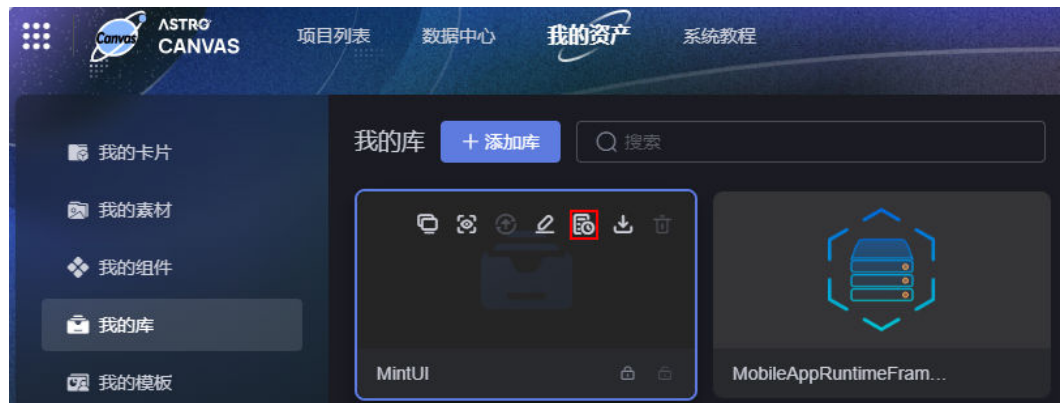 Canvas ASTRO CANVAS 项目列表 数据中心 我的资产 系统教程
我的卡片
我的素材
我的组件
我的库
我的模板
我的库 + 添加库 搜索
MintUI
MobileAppRuntimeFram...